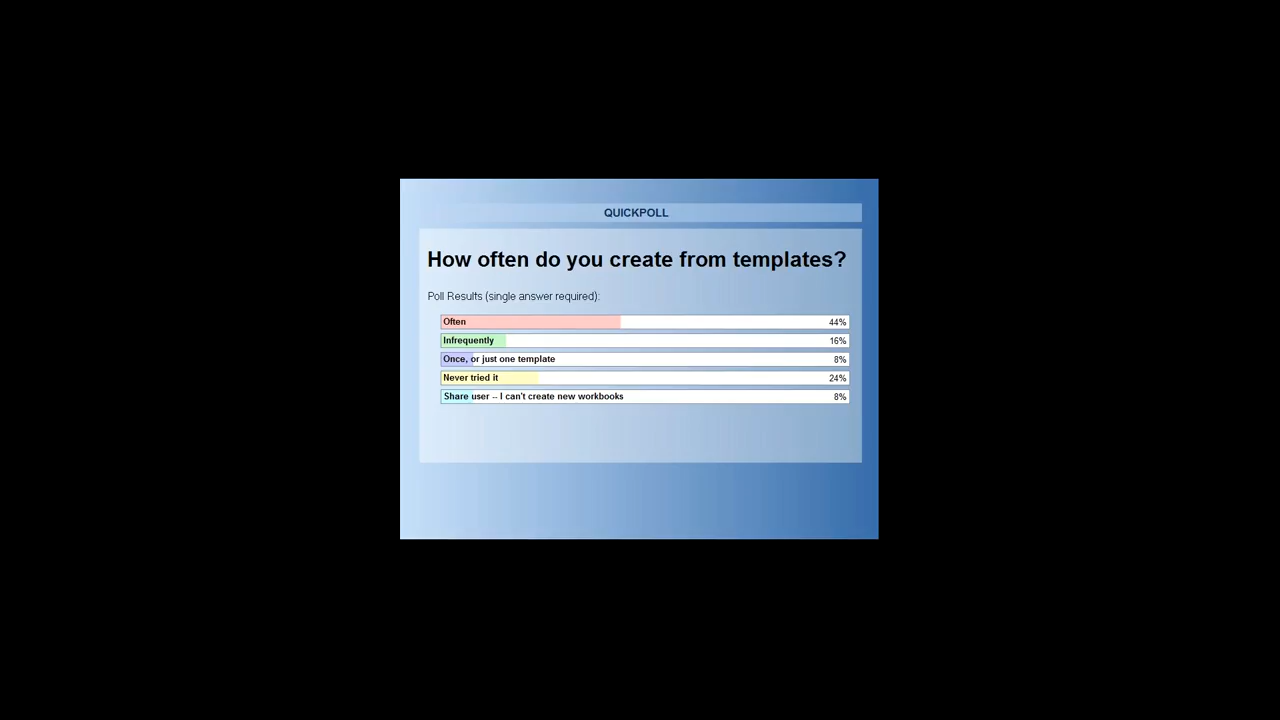 QUICKPOLL
How often do you create from templates?
Poll Results (single answer required):
Often 44%
Infrequently 16%
Once, or just one template 8%
Never tried it 24%
Share user -- I can't create new workbooks 8%